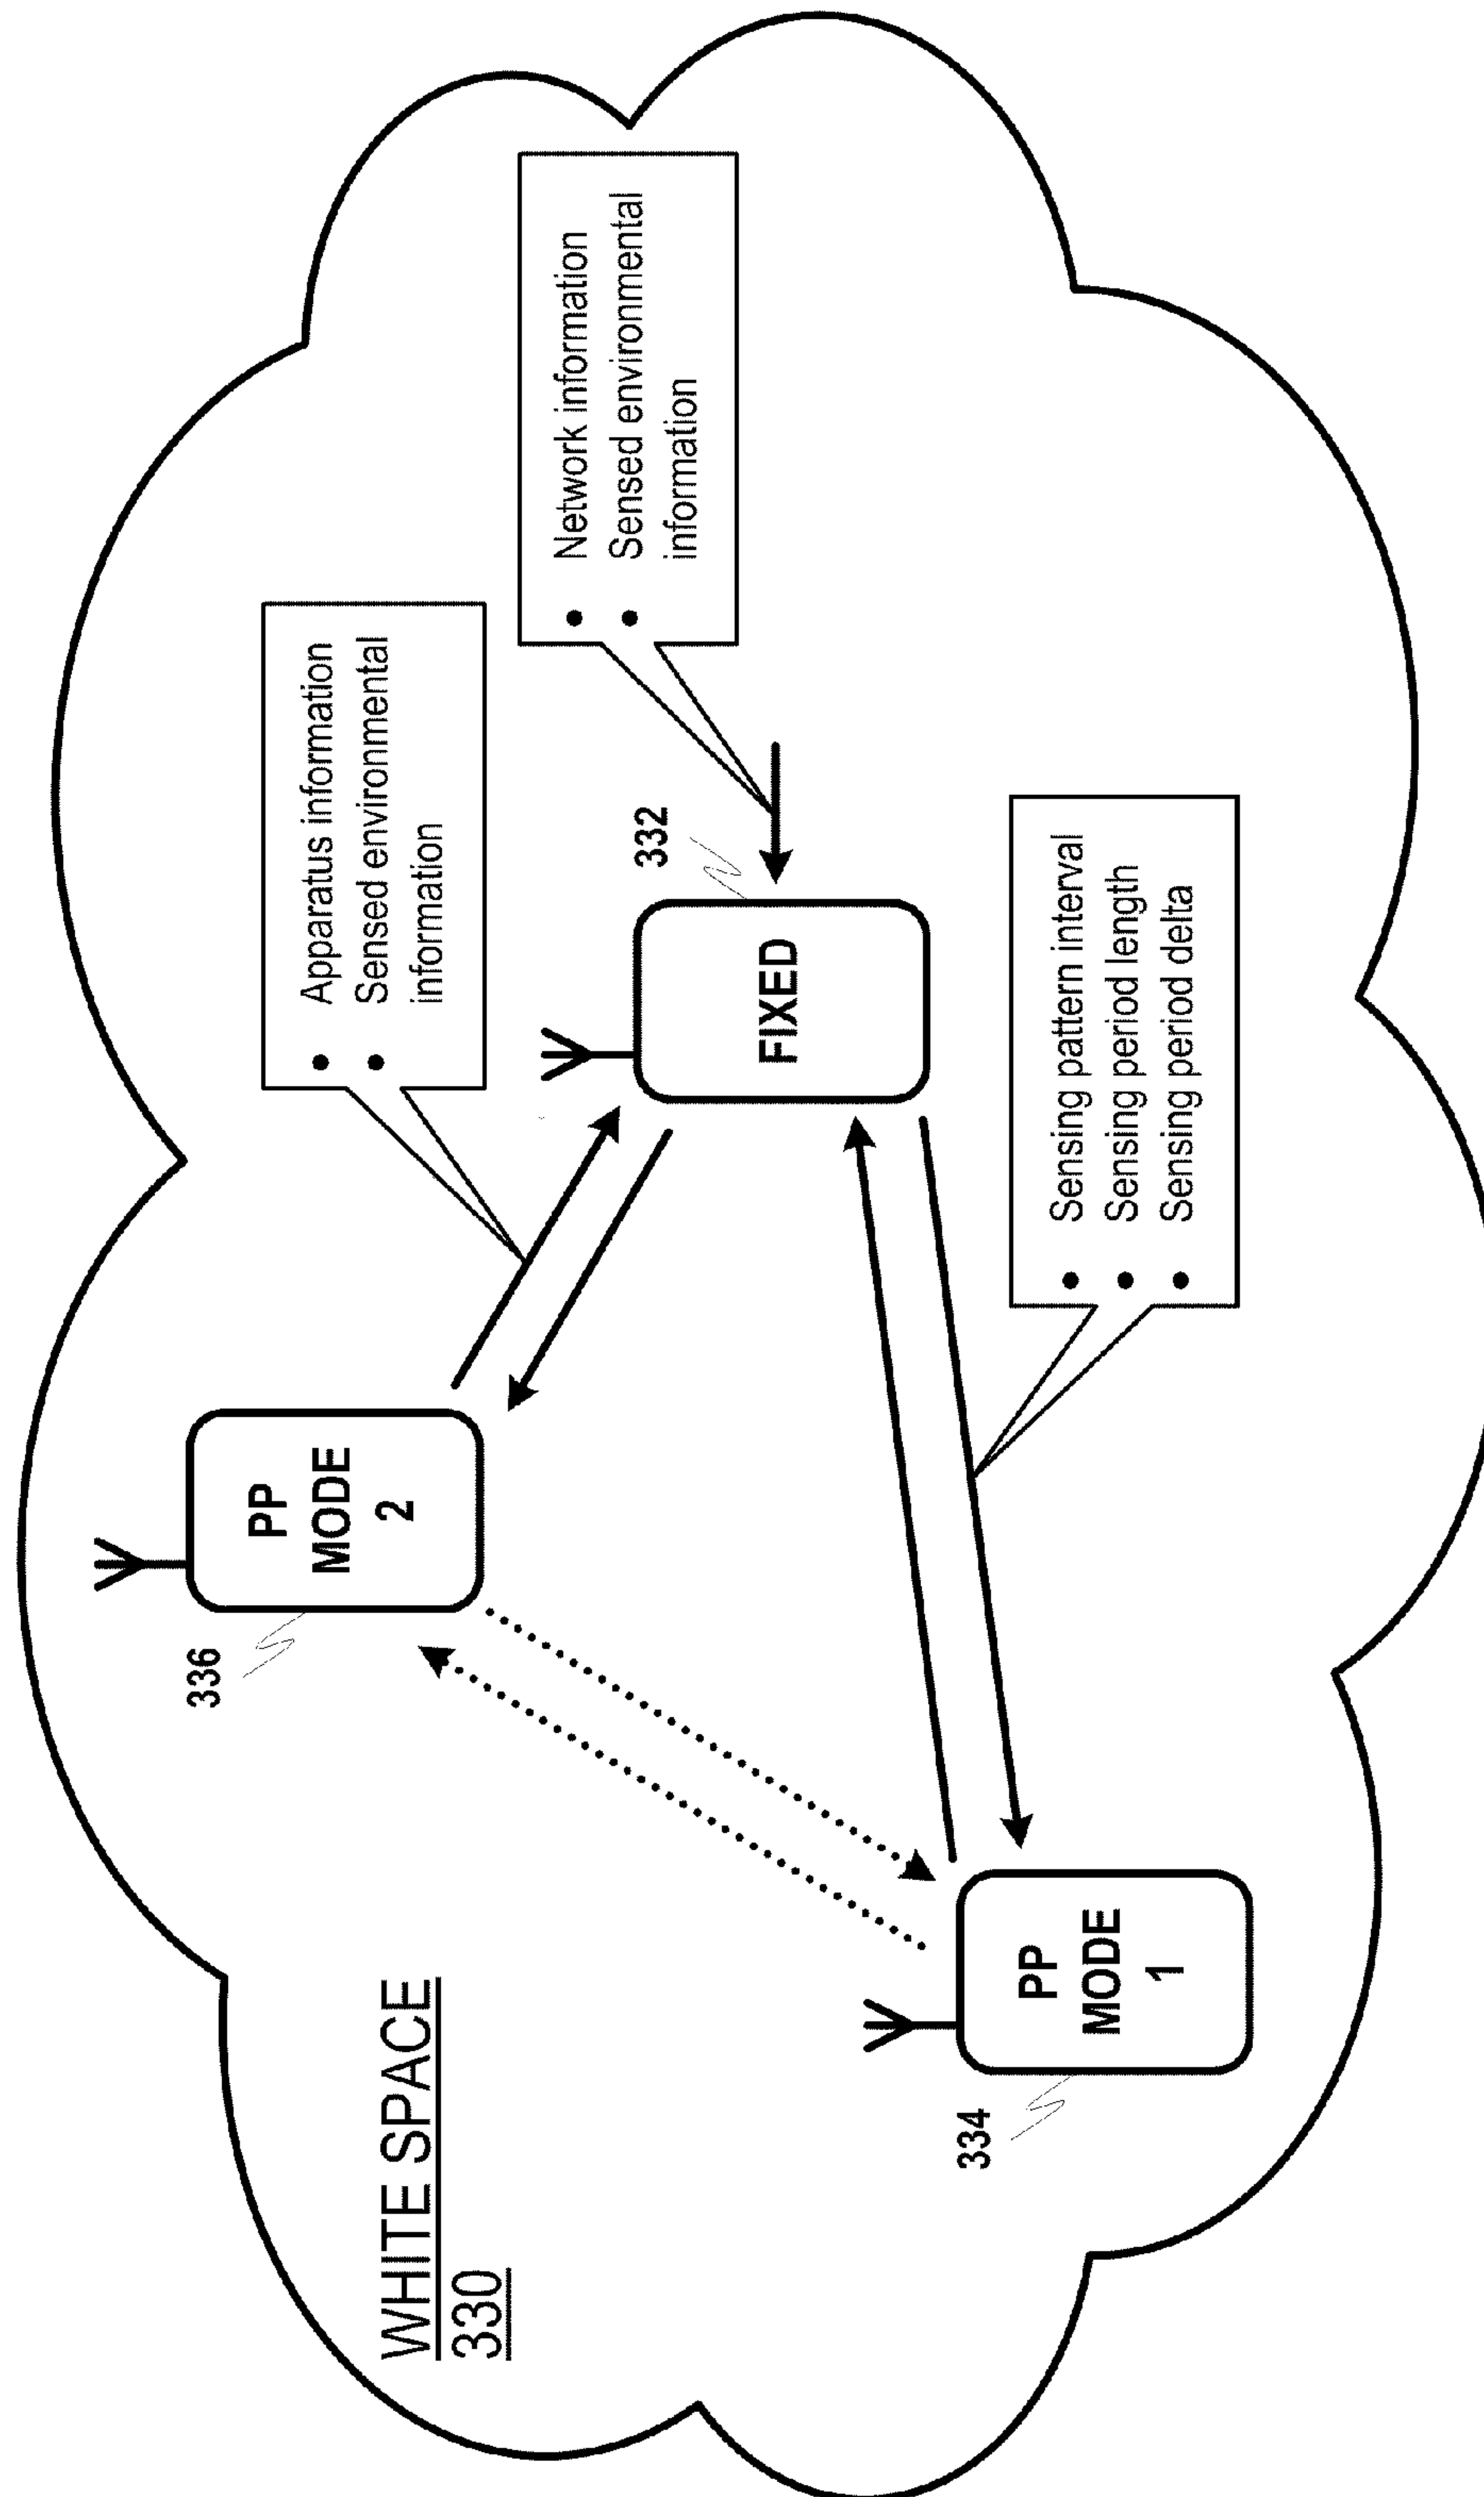 WHITE SPACE
330
336
PP
MODE
2
• Apparatus information
• Sensed environmental
information
• Network information
• Sensed environmental
information
332
FIXED
334
PP
MODE
1
• Sensing pattern interval
• Sensing period length
• Sensing period delta